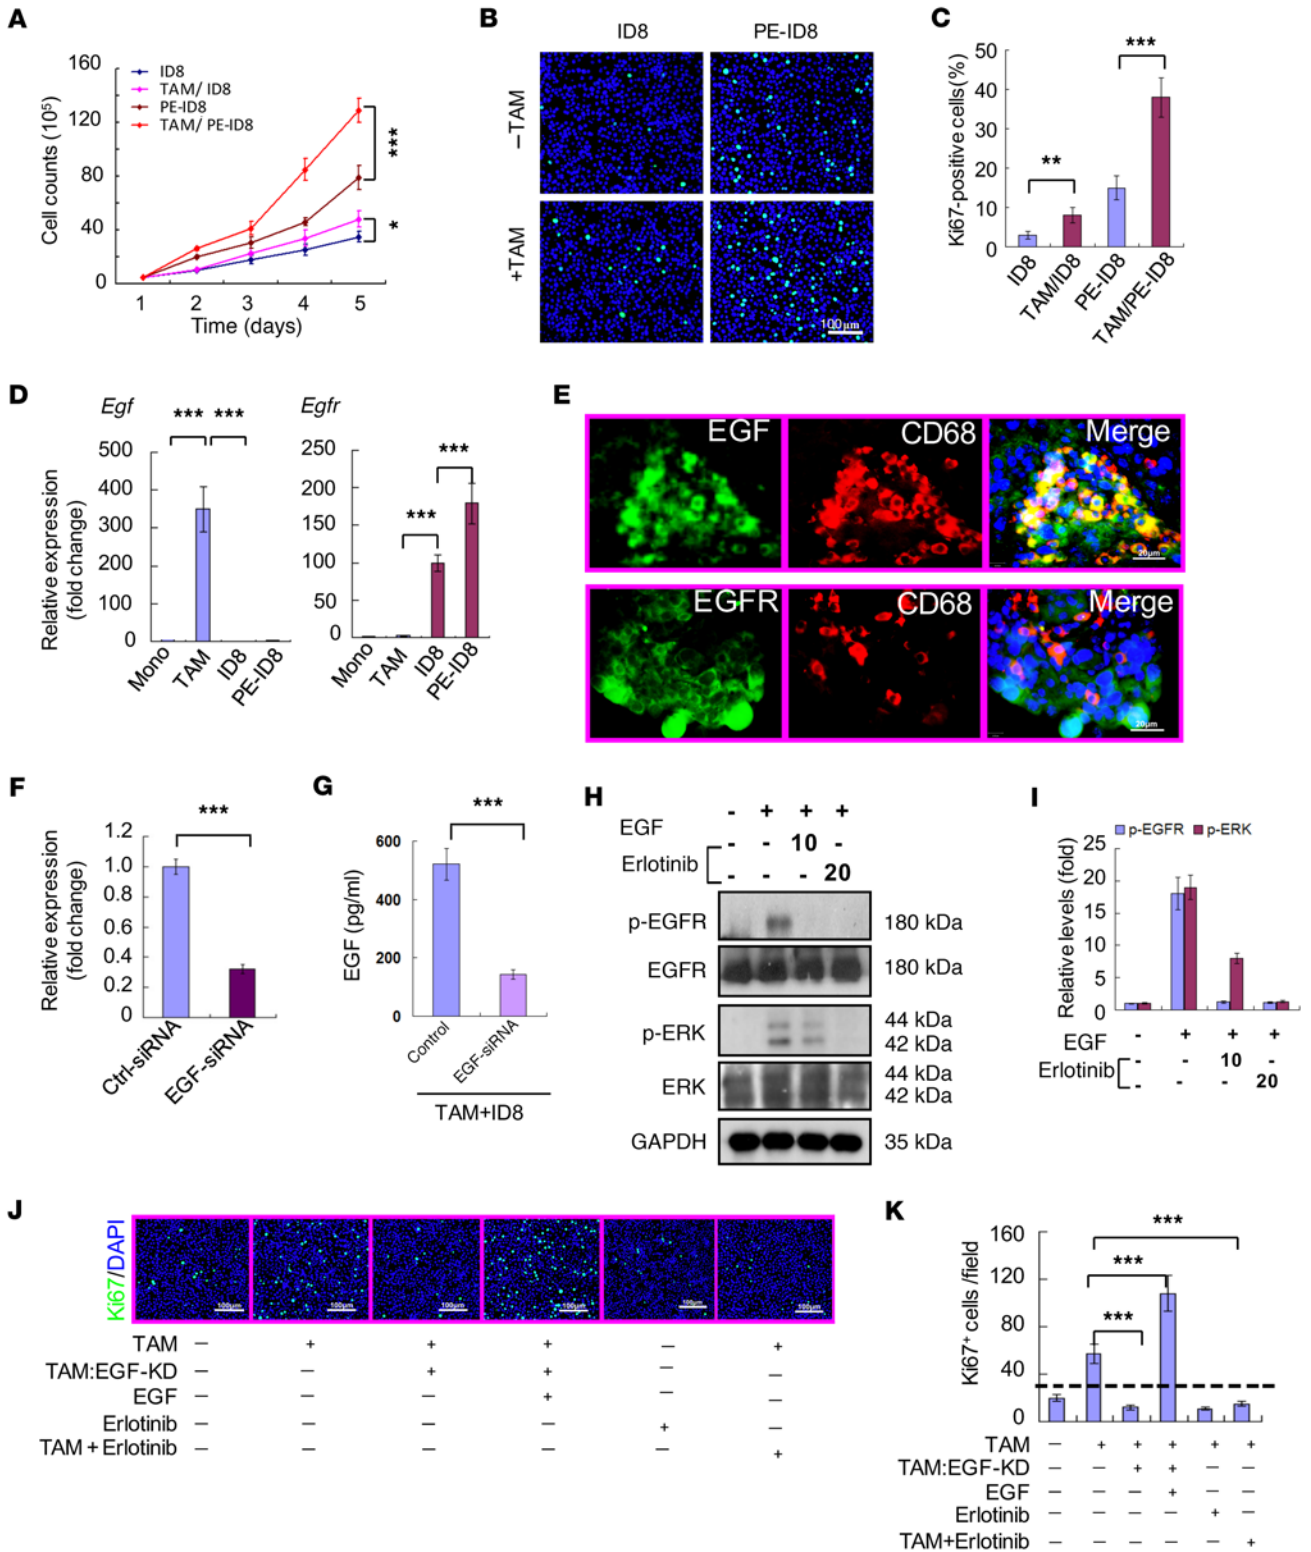 A
160
120
80
40
0
Cell counts (10⁵)
ID8
TAM/ ID8
PE-ID8
TAM/ PE-ID8
***
*
1 2 3 4 5
Time (days)
B
ID8 PE-ID8
–TAM
+TAM
100µm
C
50
40
30
20
10
0
Ki67-positive cells (%)
**
***
ID8 TAM/ID8 PE-ID8 TAM/PE-ID8
D
Egf
*** ***
500
400
300
200
100
0
Relative expression
(fold change)
Mono TAM ID8 PE-ID8
Egfr
***
***
250
200
150
100
50
0
Mono TAM ID8 PE-ID8
E
EGF CD68 Merge
20µm
EGFR CD68 Merge
20µm
F
***
1.2
1
0.8
0.6
0.4
0.2
0
Relative expression
(fold change)
Ctrl-siRNA EGF-siRNA
G
***
600
400
200
0
EGF (pg/ml)
Control EGF-siRNA
TAM+ID8
H
EGF - + + +
Erlotinib - - 10 -
- - - 20
p-EGFR 180 kDa
EGFR 180 kDa
p-ERK 44 kDa
42 kDa
ERK 44 kDa
42 kDa
GAPDH 35 kDa
I
p-EGFR p-ERK
25
20
15
10
5
0
Relative levels (fold)
EGF - + + +
Erlotinib - - 10 -
- - - 20
J
Ki67/DAPI
100µm 100µm 100µm 100µm 100µm 100µm
TAM – + + + – +
TAM:EGF-KD – – + + – –
EGF – – – + – –
Erlotinib – – – – + –
TAM + Erlotinib – – – – – +
K
***
***
***
160
120
80
40
0
Ki67⁺ cells /field
TAM – + + + + +
TAM:EGF-KD – – + + – –
EGF – – – + – –
Erlotinib – – – – + –
TAM+Erlotinib – – – – – +